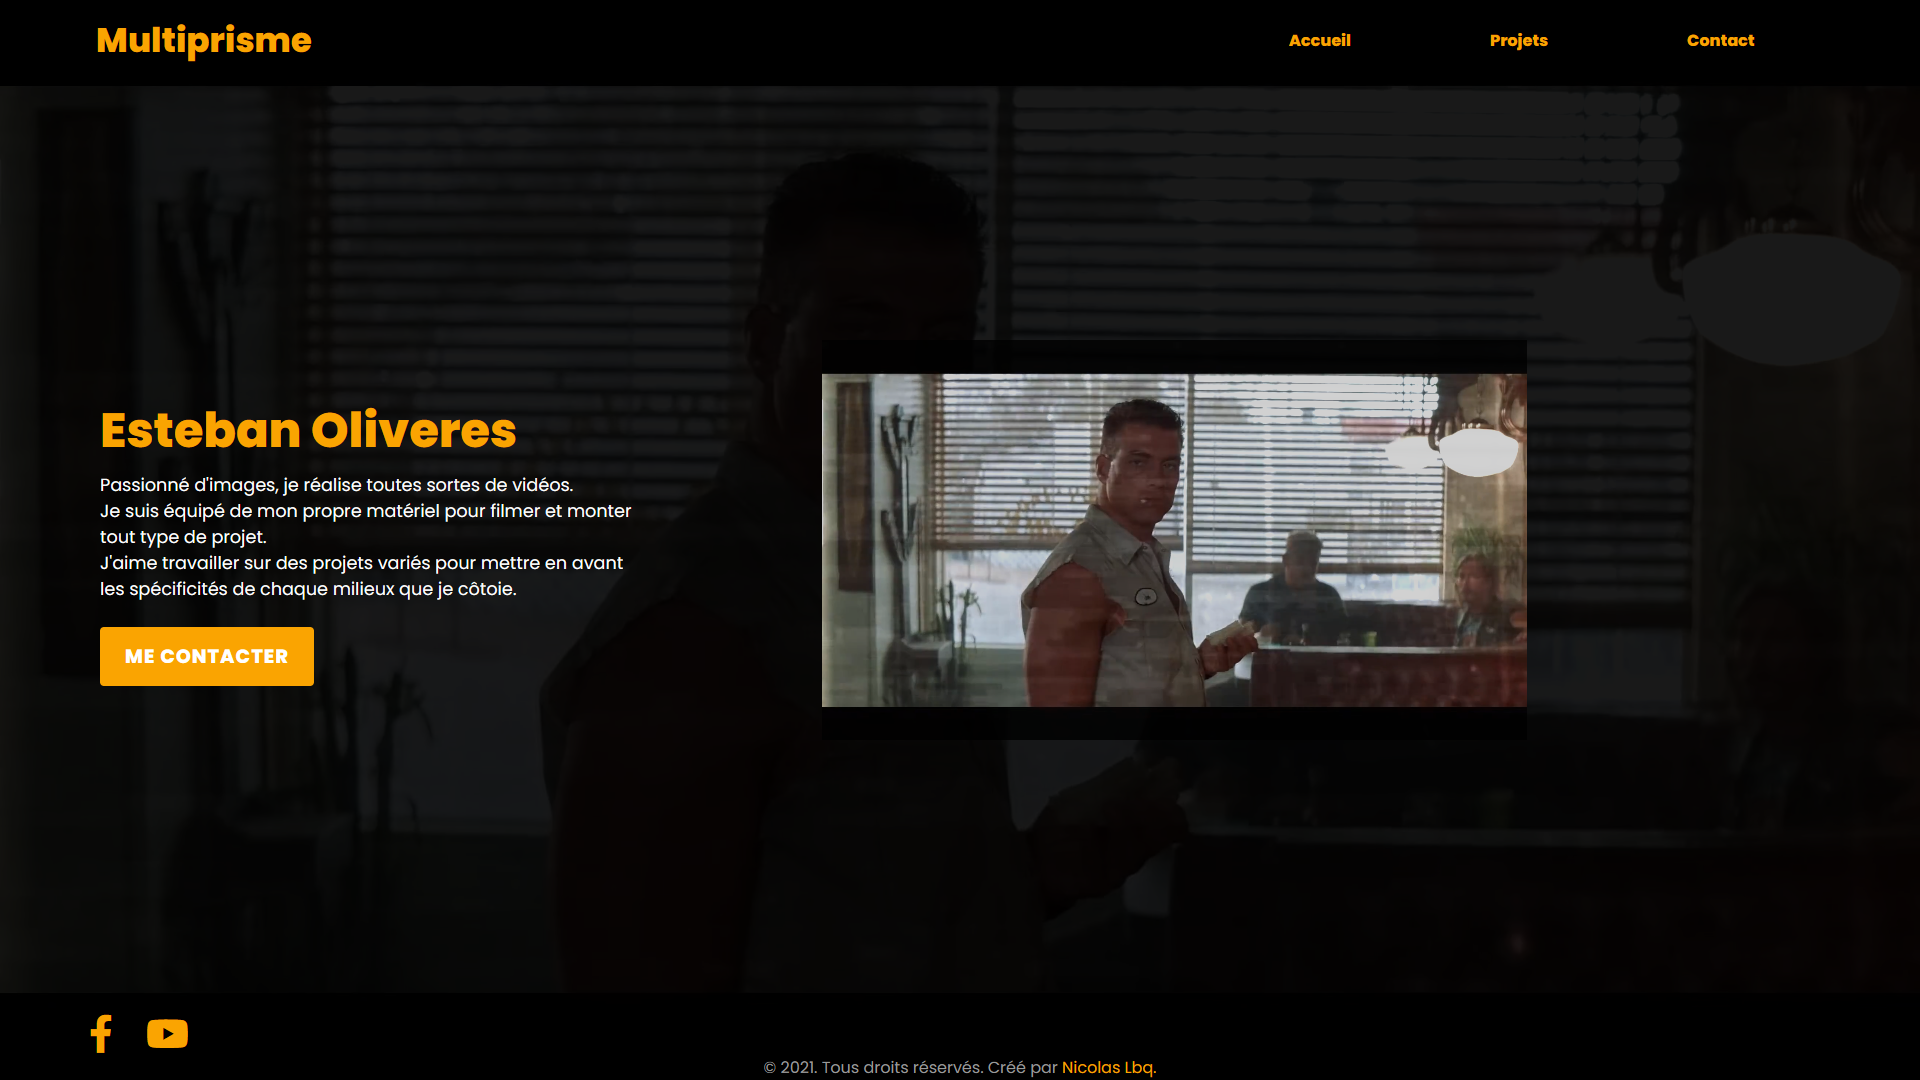 Multiprisme
Accueil
Projets
Contact
Esteban Oliveres
Passionné d'images, je réalise toutes sortes de vidéos.
Je suis équipé de mon propre matériel pour filmer et monter
tout type de projet.
J'aime travailler sur des projets variés pour mettre en avant
les spécificités de chaque milieux que je côtoie.
ME CONTACTER
© 2021. Tous droits réservés. Créé par Nicolas Lbq.